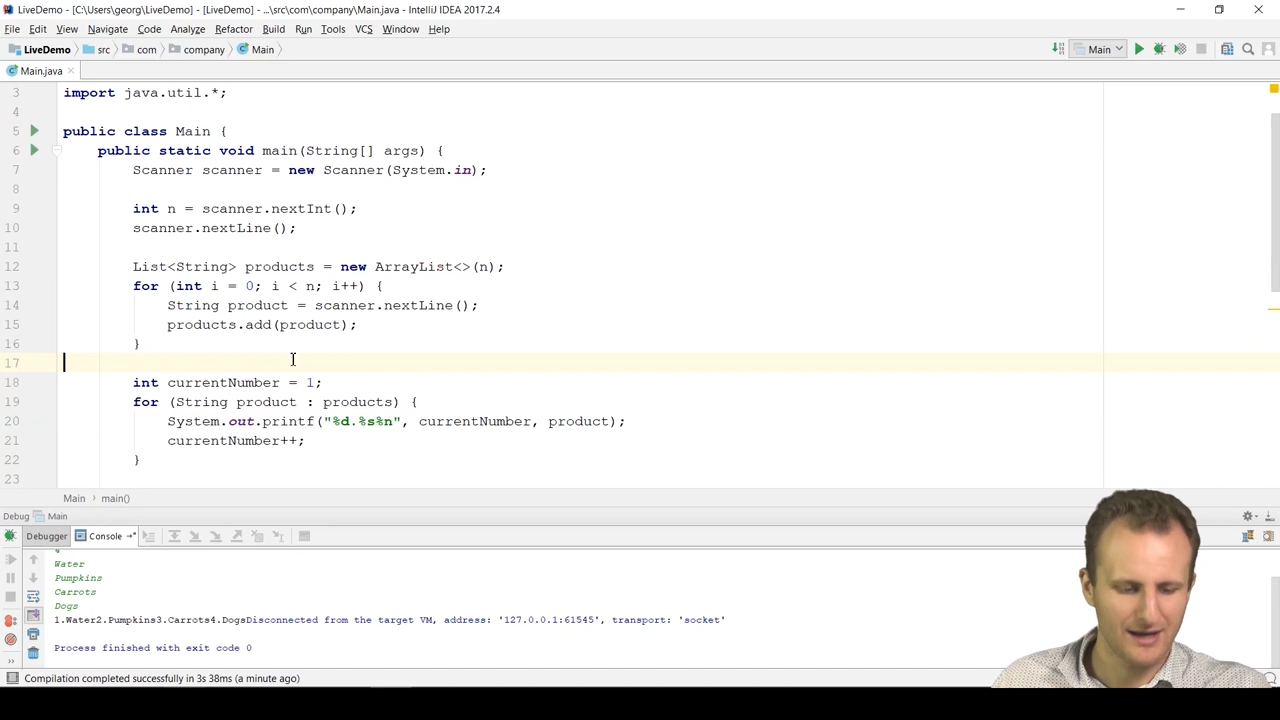 LiveDemo - [C:\Users\georg\LiveDemo] - [LiveDemo] - ...\src\com\company\Main.java - IntelliJ IDEA 2017.2.4
File Edit View Navigate Code Analyze Refactor Build Run Tools VCS Window Help
LiveDemo src com company Main Main
Main.java
3 import java.util.*;
4
5 public class Main {
6 public static void main(String[] args) {
7 Scanner scanner = new Scanner(System.in);
8
9 int n = scanner.nextInt();
10 scanner.nextLine();
11
12 List<String> products = new ArrayList<>(n);
13 for (int i = 0; i < n; i++) {
14 String product = scanner.nextLine();
15 products.add(product);
16 }
17
18 int currentNumber = 1;
19 for (String product : products) {
20 System.out.printf("%d.%s%n", currentNumber, product);
21 currentNumber++;
22 }
23
Main › main()
Debug Main
Debugger Console
Water
Pumpkins
Carrots
Dogs
1.Water2.Pumpkins3.Carrots4.DogsDisconnected from the target VM, address: '127.0.0.1:61545', transport: 'socket'
Process finished with exit code 0
Compilation completed successfully in 3s 38ms (a minute ago)